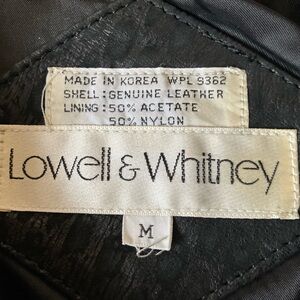 MADE IN KOREA WPL 9362
SHELL: GENUINE LEATHER
LINING: 50% ACETATE
50% NYLON
Lowell & Whitney
M